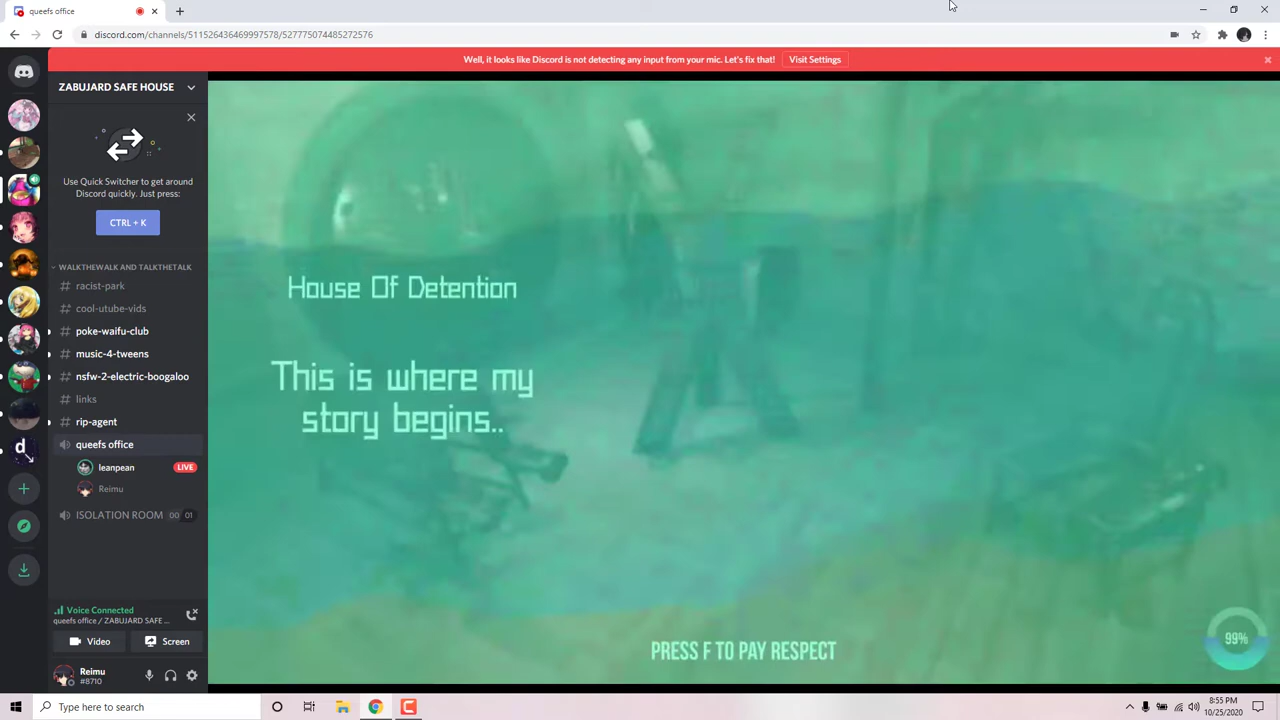 queefs office
discord.com/channels/511526436469997578/527775074485272576
Well, it looks like Discord is not detecting any input from your mic. Let's fix that!
Visit Settings
ZABUJARD SAFE HOUSE
Use Quick Switcher to get around
Discord quickly. Just press:
CTRL + K
WALKTHEWALK AND TALKTHETALK
# racist-park
# cool-utube-vids
# poke-waifu-club
# music-4-tweens
# nsfw-2-electric-boogaloo
# links
# rip-agent
queefs office
leanpean LIVE
Reimu
ISOLATION ROOM 00 01
Voice Connected
queefs office / ZABUJARD SAFE ...
Video
Screen
Reimu
#8710
House Of Detention
This is where my
story begins..
PRESS F TO PAY RESPECT
99%
Type here to search
8:55 PM
10/25/2020